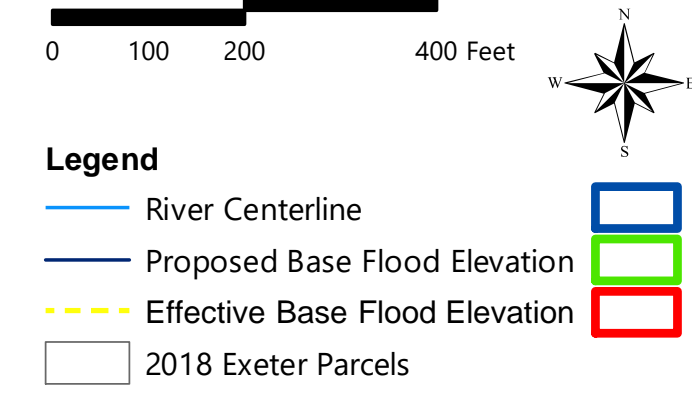 N
0 100 200 400 Feet
W E
S
Legend
River Centerline
Proposed Base Flood Elevation
Effective Base Flood Elevation
2018 Exeter Parcels